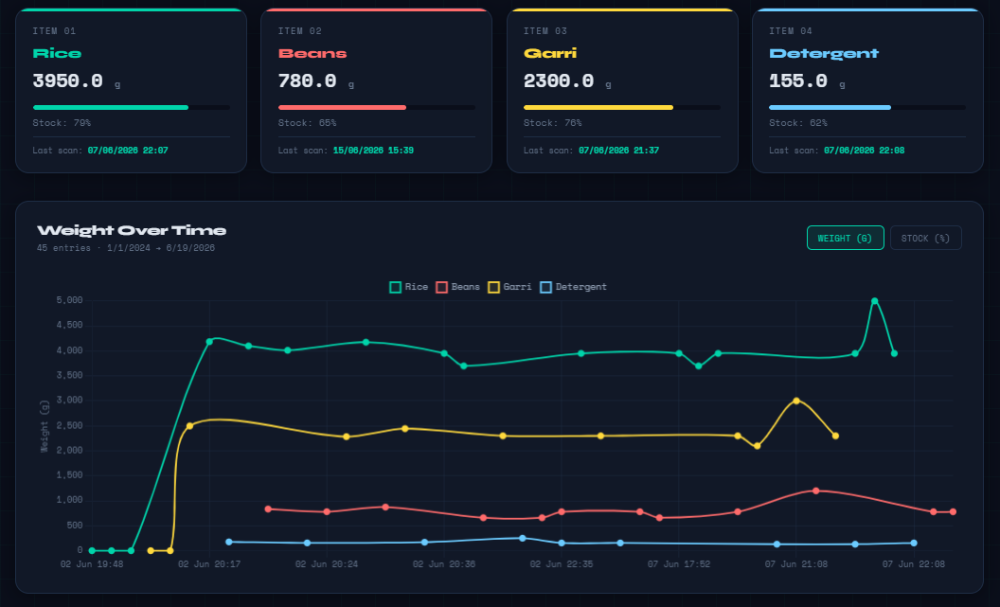 ITEM 01
Rice
3950.0 g
Stock: 79%
Last scan: 07/06/2026 22:07
ITEM 02
Beans
780.0 g
Stock: 65%
Last scan: 15/06/2026 15:39
ITEM 03
Garri
2300.0 g
Stock: 76%
Last scan: 07/06/2026 21:37
ITEM 04
Detergent
155.0 g
Stock: 62%
Last scan: 07/06/2026 22:08
Weight Over Time
45 entries · 1/1/2024 → 6/19/2026
WEIGHT (G)
STOCK (%)
Rice Beans Garri Detergent
Weight (g)
5,000
4,500
4,000
3,500
3,000
2,500
2,000
1,500
1,000
500
0
02 Jun 19:48 02 Jun 20:17 02 Jun 20:24 02 Jun 20:36 02 Jun 22:35 07 Jun 17:52 07 Jun 21:08 07 Jun 22:08